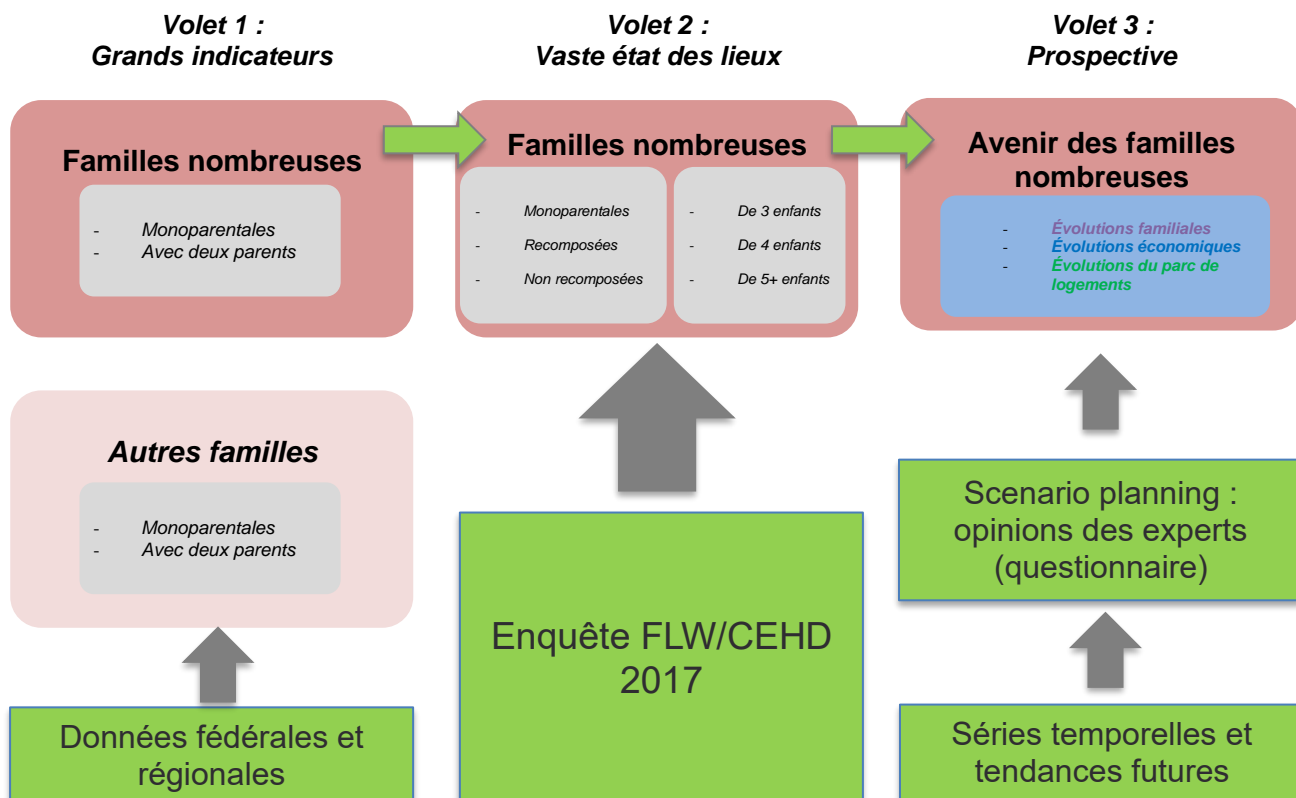 Volet 1 :
Grands indicateurs
Volet 2 :
Vaste état des lieux
Volet 3 :
Prospective
Familles nombreuses
- Monoparentales
- Avec deux parents
Familles nombreuses
- Monoparentales
- Recomposées
- Non recomposées
- De 3 enfants
- De 4 enfants
- De 5+ enfants
Avenir des familles
nombreuses
- Évolutions familiales
- Évolutions économiques
- Évolutions du parc de
logements
Autres familles
- Monoparentales
- Avec deux parents
Données fédérales et
régionales
Enquête FLW/CEHD
2017
Scenario planning :
opinions des experts
(questionnaire)
Séries temporelles et
tendances futures